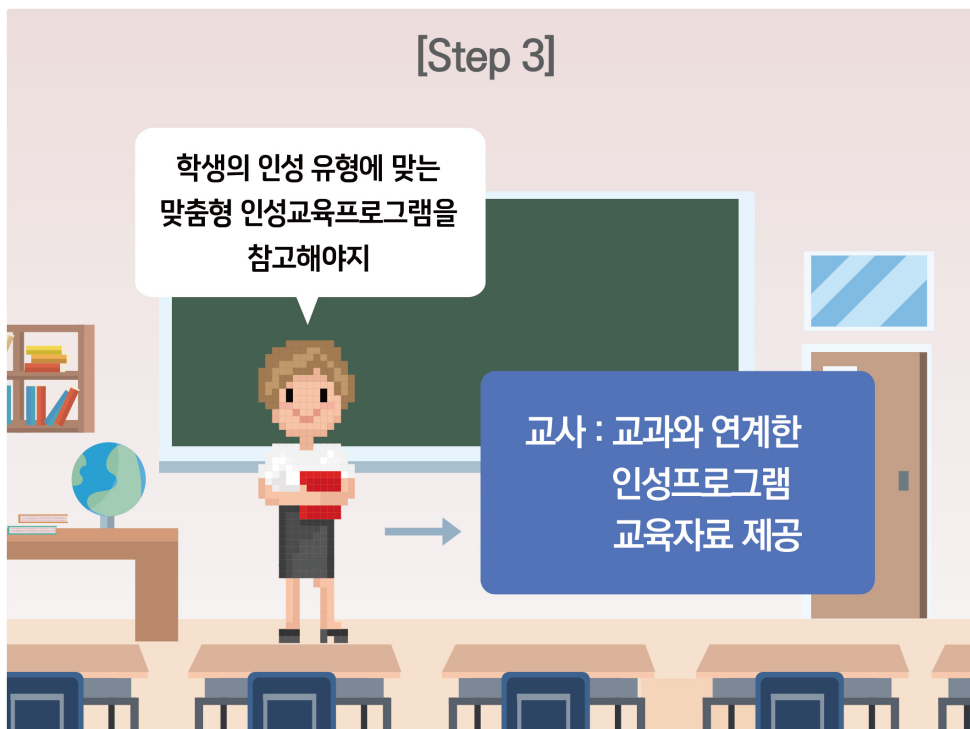 [Step 3]
학생의 인성 유형에 맞는
맞춤형 인성교육프로그램을
참고해야지
교사 : 교과와 연계한
인성프로그램
교육자료 제공